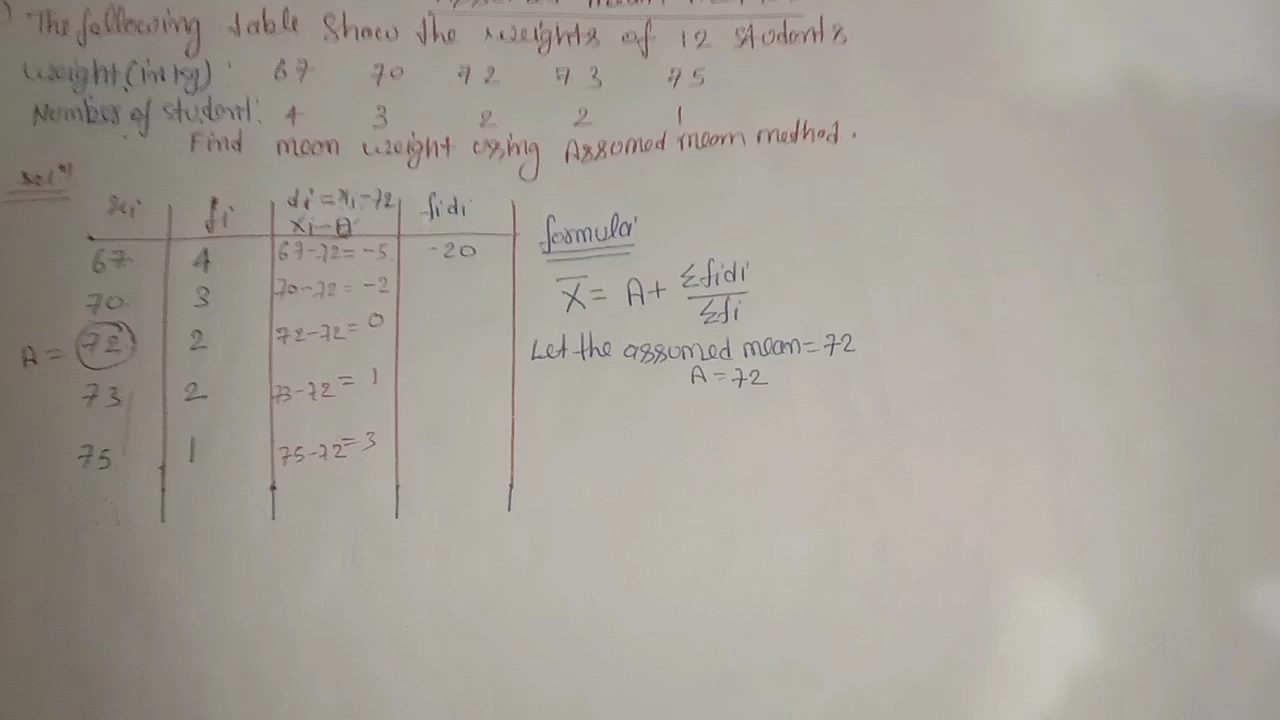 The following table Show the weights of 12 students
Weight (in kg) : 67 70 72 73 75
Number of student: 4 3 2 2 1
Find mean weight using Assumed mean method.
Solⁿ
xi fi di = xi-72 fidi
xi-A
67 4 67-72=-5 -20
70 3 70-72=-2
A = 72 2 72-72=0
73 2 73-72=1
75 1 75-72=3
formula
X̅ = A+ Σfidi/Σfi
Let the assumed mean=72
A=72